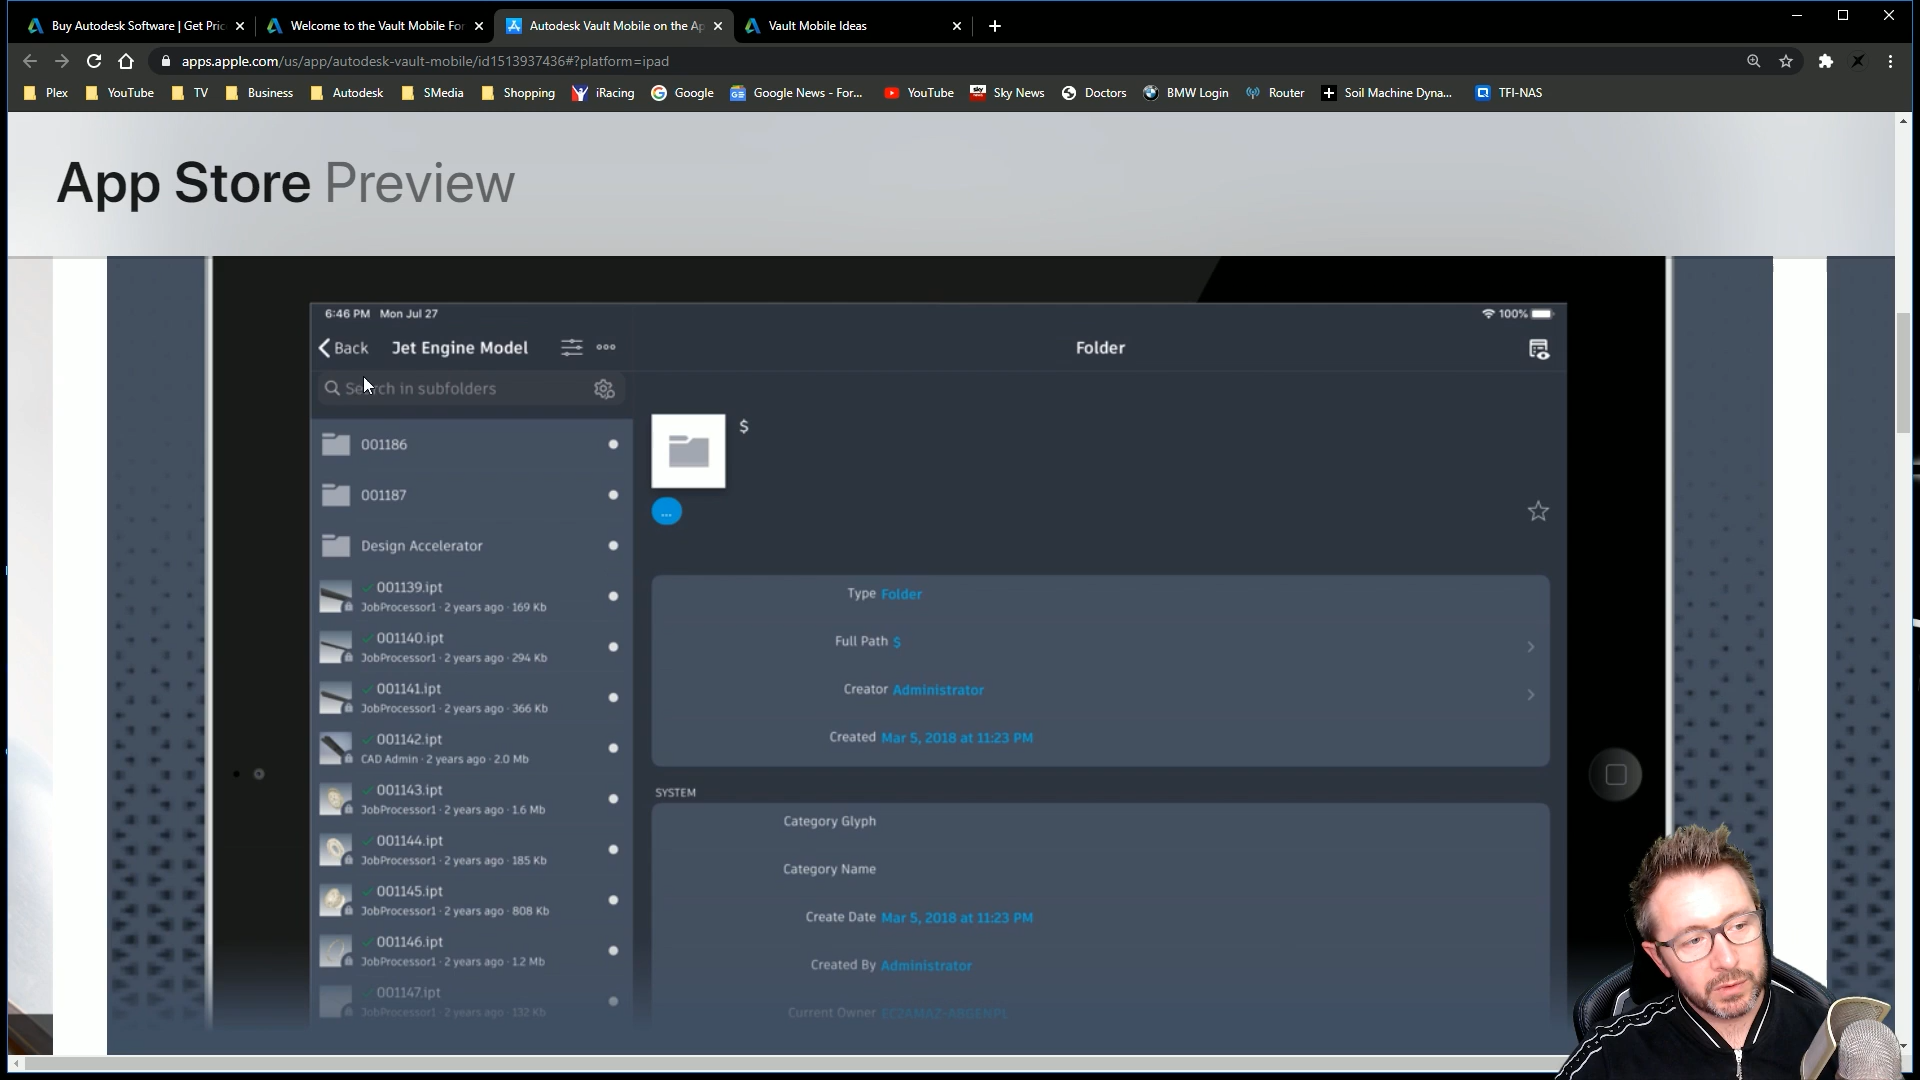 Buy Autodesk Software | Get Pric
Welcome to the Vault Mobile For
Autodesk Vault Mobile on the Ap
Vault Mobile Ideas
apps.apple.com/us/app/autodesk-vault-mobile/id1513937436#?platform=ipad
Plex YouTube TV Business Autodesk SMedia Shopping iRacing Google Google News - For... YouTube Sky News Doctors BMW Login Router Soil Machine Dyna... TFI-NAS
App Store Preview
6:46 PM Mon Jul 27 100%
Back Jet Engine Model Folder
Search in subfolders
$
001186
001187
Design Accelerator
001139.ipt
JobProcessor1 · 2 years ago · 169 Kb
001140.ipt
JobProcessor1 · 2 years ago · 294 Kb
001141.ipt
JobProcessor1 · 2 years ago · 366 Kb
001142.ipt
CAD Admin · 2 years ago · 2.0 Mb
001143.ipt
JobProcessor1 · 2 years ago · 1.6 Mb
001144.ipt
JobProcessor1 · 2 years ago · 185 Kb
001145.ipt
JobProcessor1 · 2 years ago · 808 Kb
001146.ipt
JobProcessor1 · 2 years ago · 1.2 Mb
001147.ipt
JobProcessor1 · 2 years ago · 132 Kb
...
Type Folder
Full Path $
Creator Administrator
Created Mar 5, 2018 at 11:23 PM
SYSTEM
Category Glyph
Category Name
Create Date Mar 5, 2018 at 11:23 PM
Created By Administrator
Current Owner